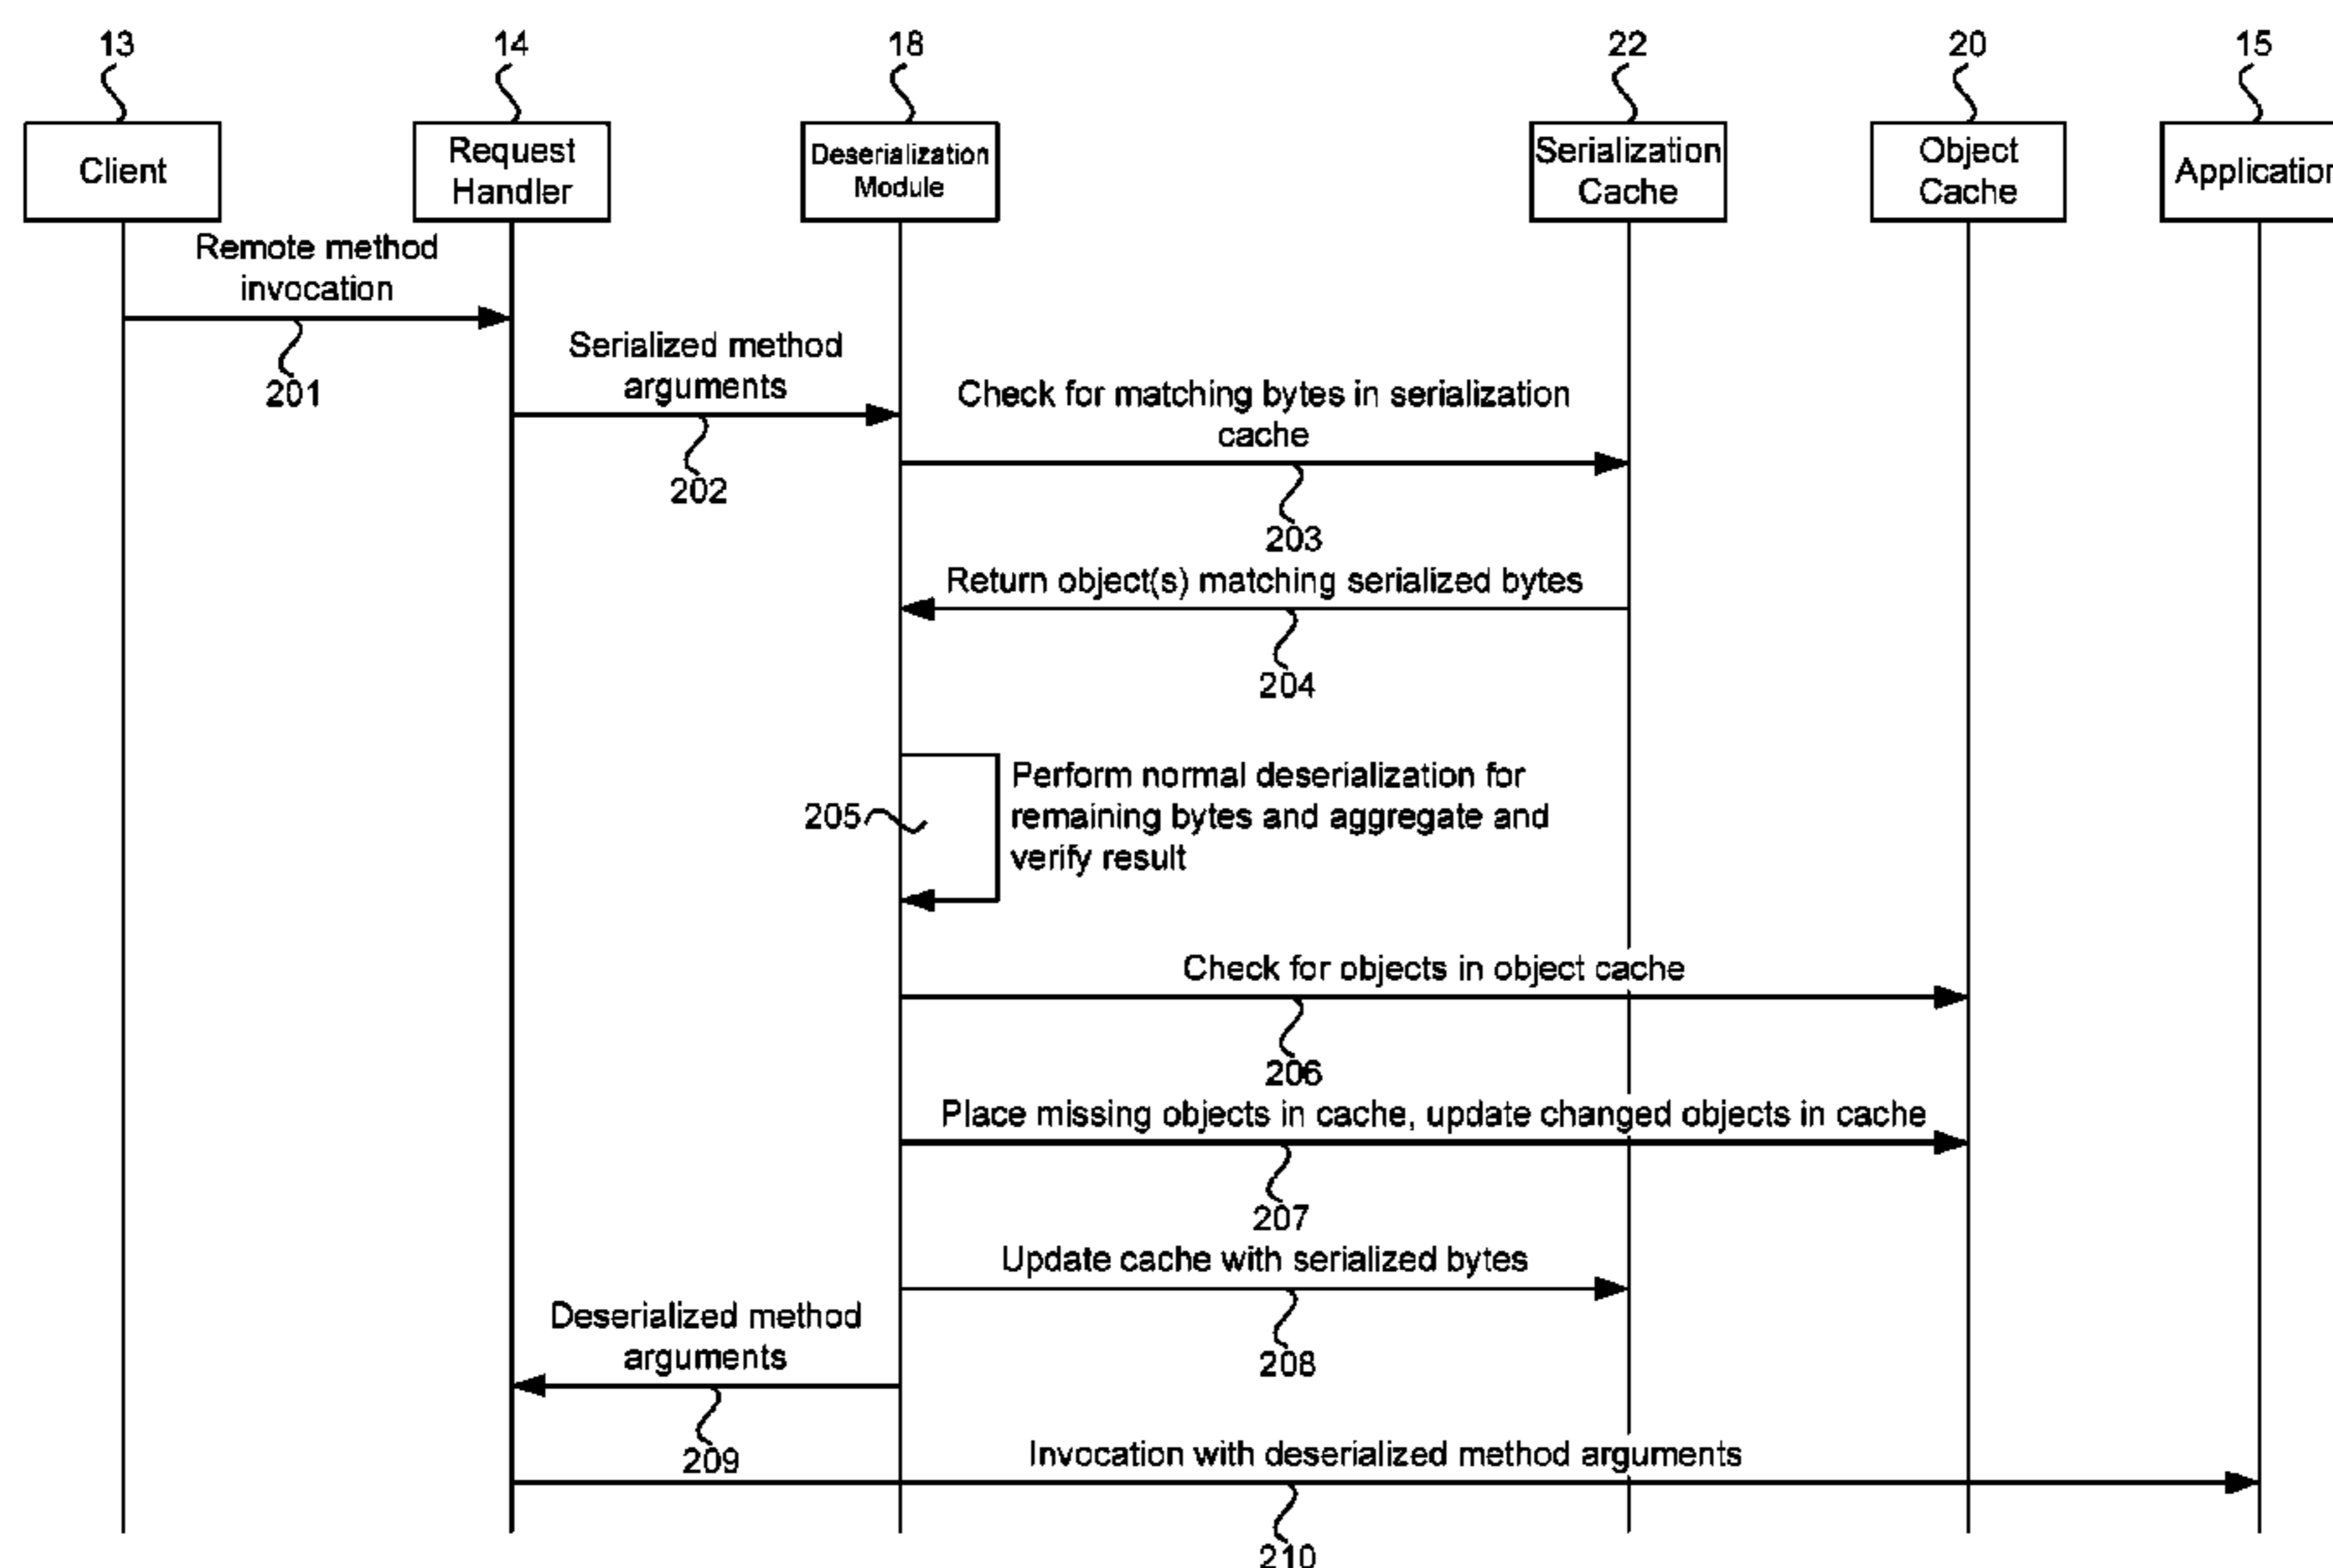 13
14
18
22
20
15
Client
Request
Handler
Deserialization
Module
Serialization
Cache
Object
Cache
Application
Remote method
invocation
201
Serialized method
arguments
202
Check for matching bytes in serialization
cache
203
Return object(s) matching serialized bytes
204
205
Perform normal deserialization for
remaining bytes and aggregate and
verify result
Check for objects in object cache
206
Place missing objects in cache, update changed objects in cache
207
Update cache with serialized bytes
208
Deserialized method
arguments
209
Invocation with deserialized method arguments
210